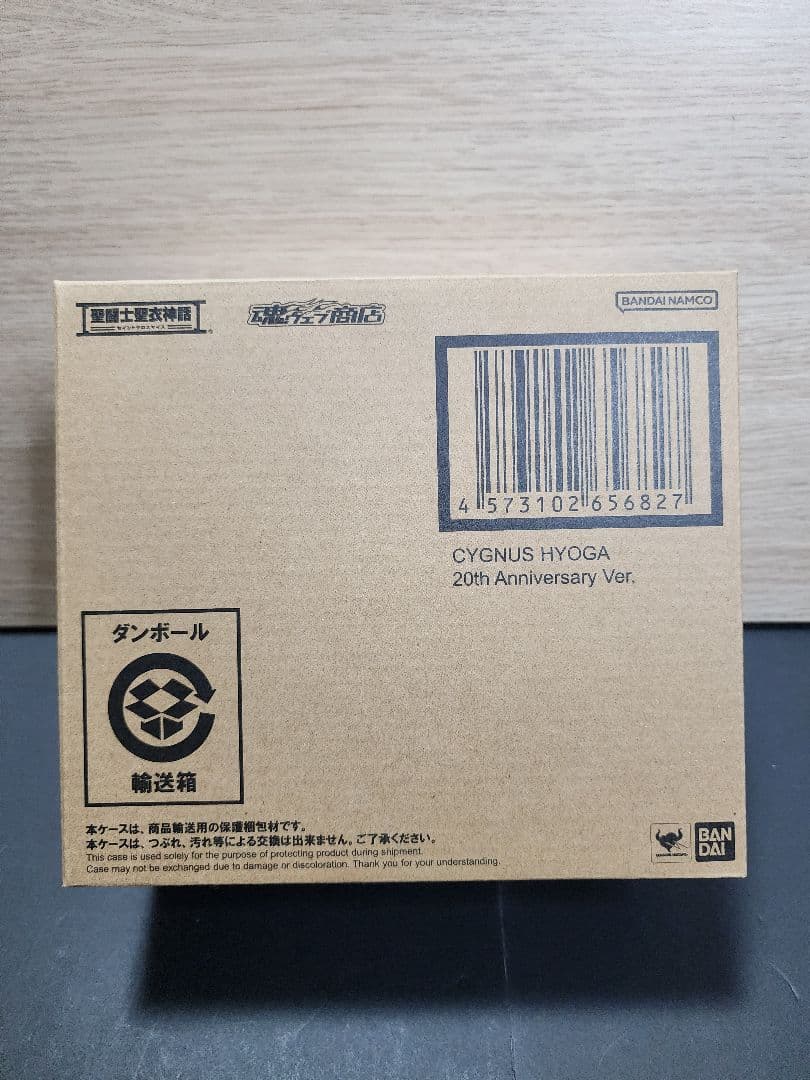 聖闘士聖衣神話
セイントクロスマイス
魂ウェブ商店
BANDAI NAMCO
4 573102 656827
CYGNUS HYOGA
20th Anniversary Ver.
ダンボール
輸送箱
本ケースは、商品輸送用の保護梱包材です。
本ケースは、つぶれ、汚れ等による交換は出来ません。ご了承ください。
This case is used solely for the purpose of protecting product during shipment.
Case may not be exchanged due to damage or discoloration. Thank you for your understanding.
BAN
DAI